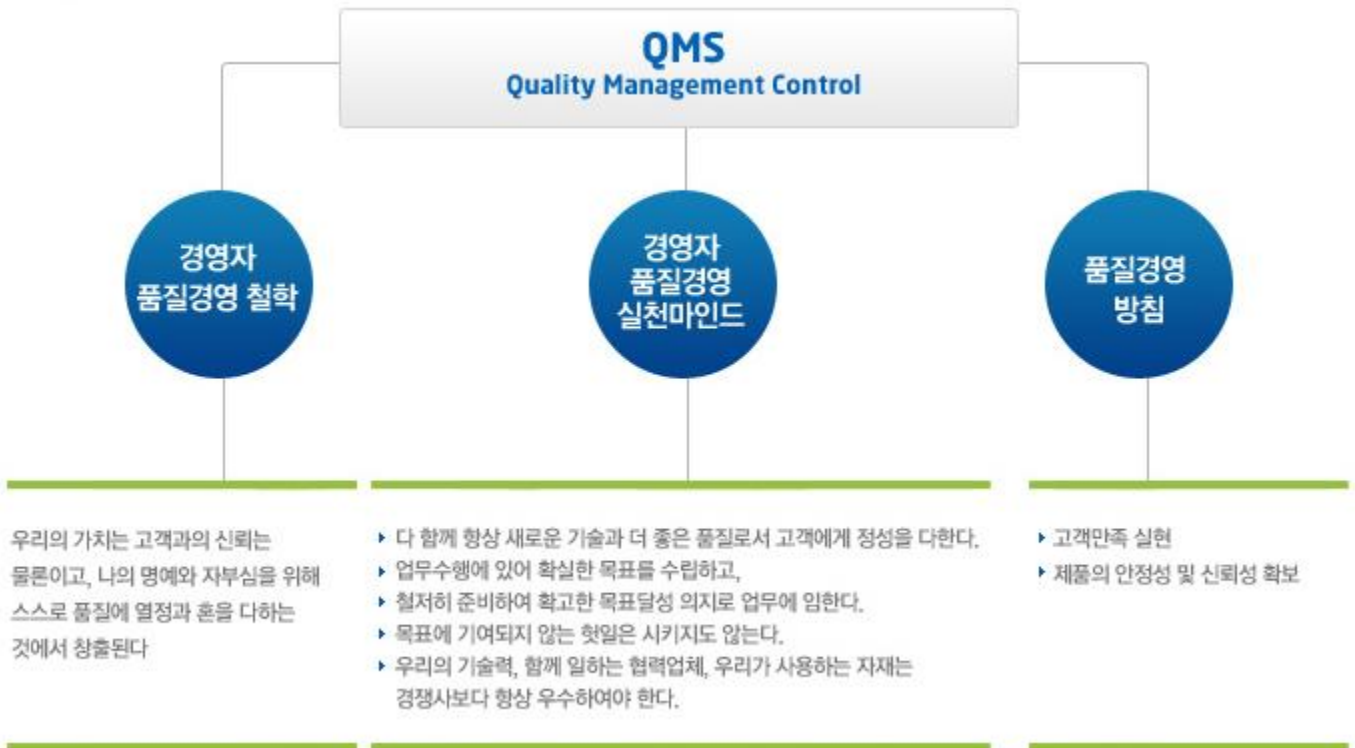 QMS
Quality Management Control
경영자
품질경영 철학
경영자
품질경영
실천마인드
품질경영
방침
우리의 가치는 고객과의 신뢰는
물론이고, 나의 명예와 자부심을 위해
스스로 품질에 열정과 혼을 다하는
것에서 창출된다
다 함께 항상 새로운 기술과 더 좋은 품질로서 고객에게 정성을 다한다.
업무수행에 있어 확실한 목표를 수립하고,
철저히 준비하여 확고한 목표달성 의지로 업무에 임한다.
목표에 기여되지 않는 헛일은 시키지도 않는다.
우리의 기술력, 함께 일하는 협력업체, 우리가 사용하는 자재는
경쟁사보다 항상 우수하여야 한다.
고객만족 실현
제품의 안정성 및 신뢰성 확보